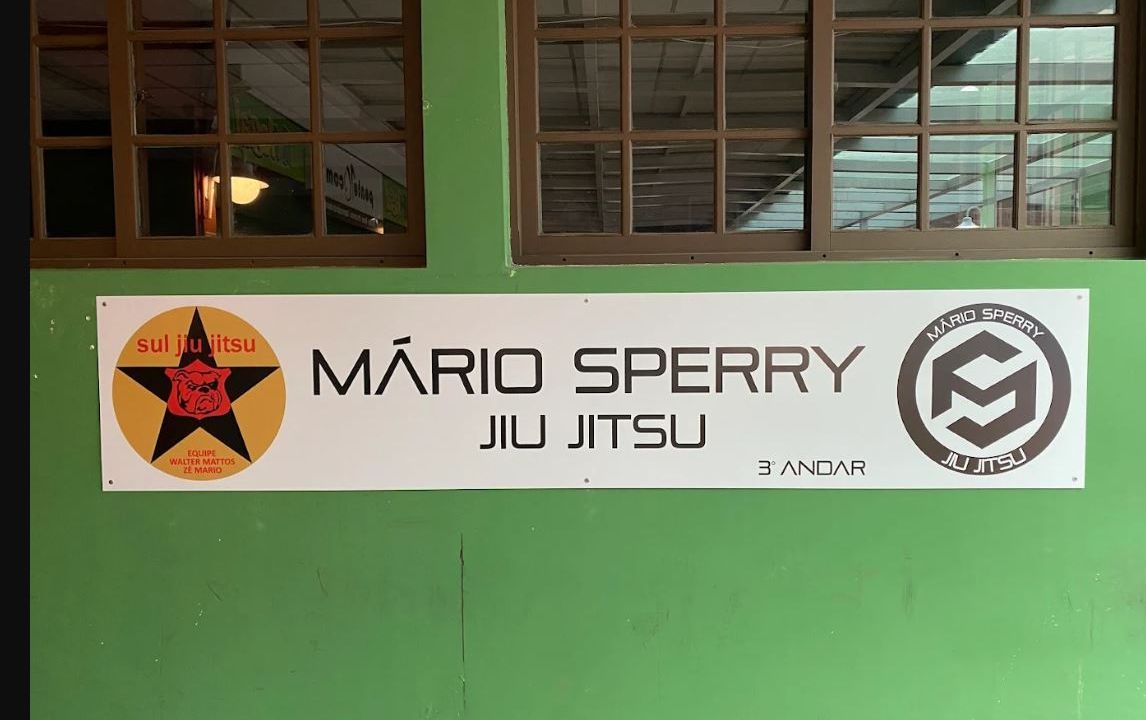 sul jiu jitsu
EQUIPE
WALTER MATTOS
ZÉ MARIO
MÁRIO SPERRY
JIU JITSU
3° ANDAR
MÁRIO SPERRY
JIU JITSU